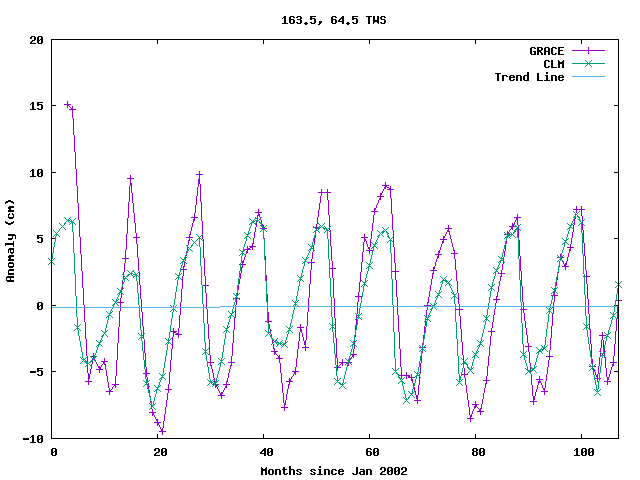 163.5, 64.5 TWS
GRACE
CLM
Trend Line
20
15
10
5
0
-5
-10
Anomaly (cm)
0 20 40 60 80 100
Months since Jan 2002